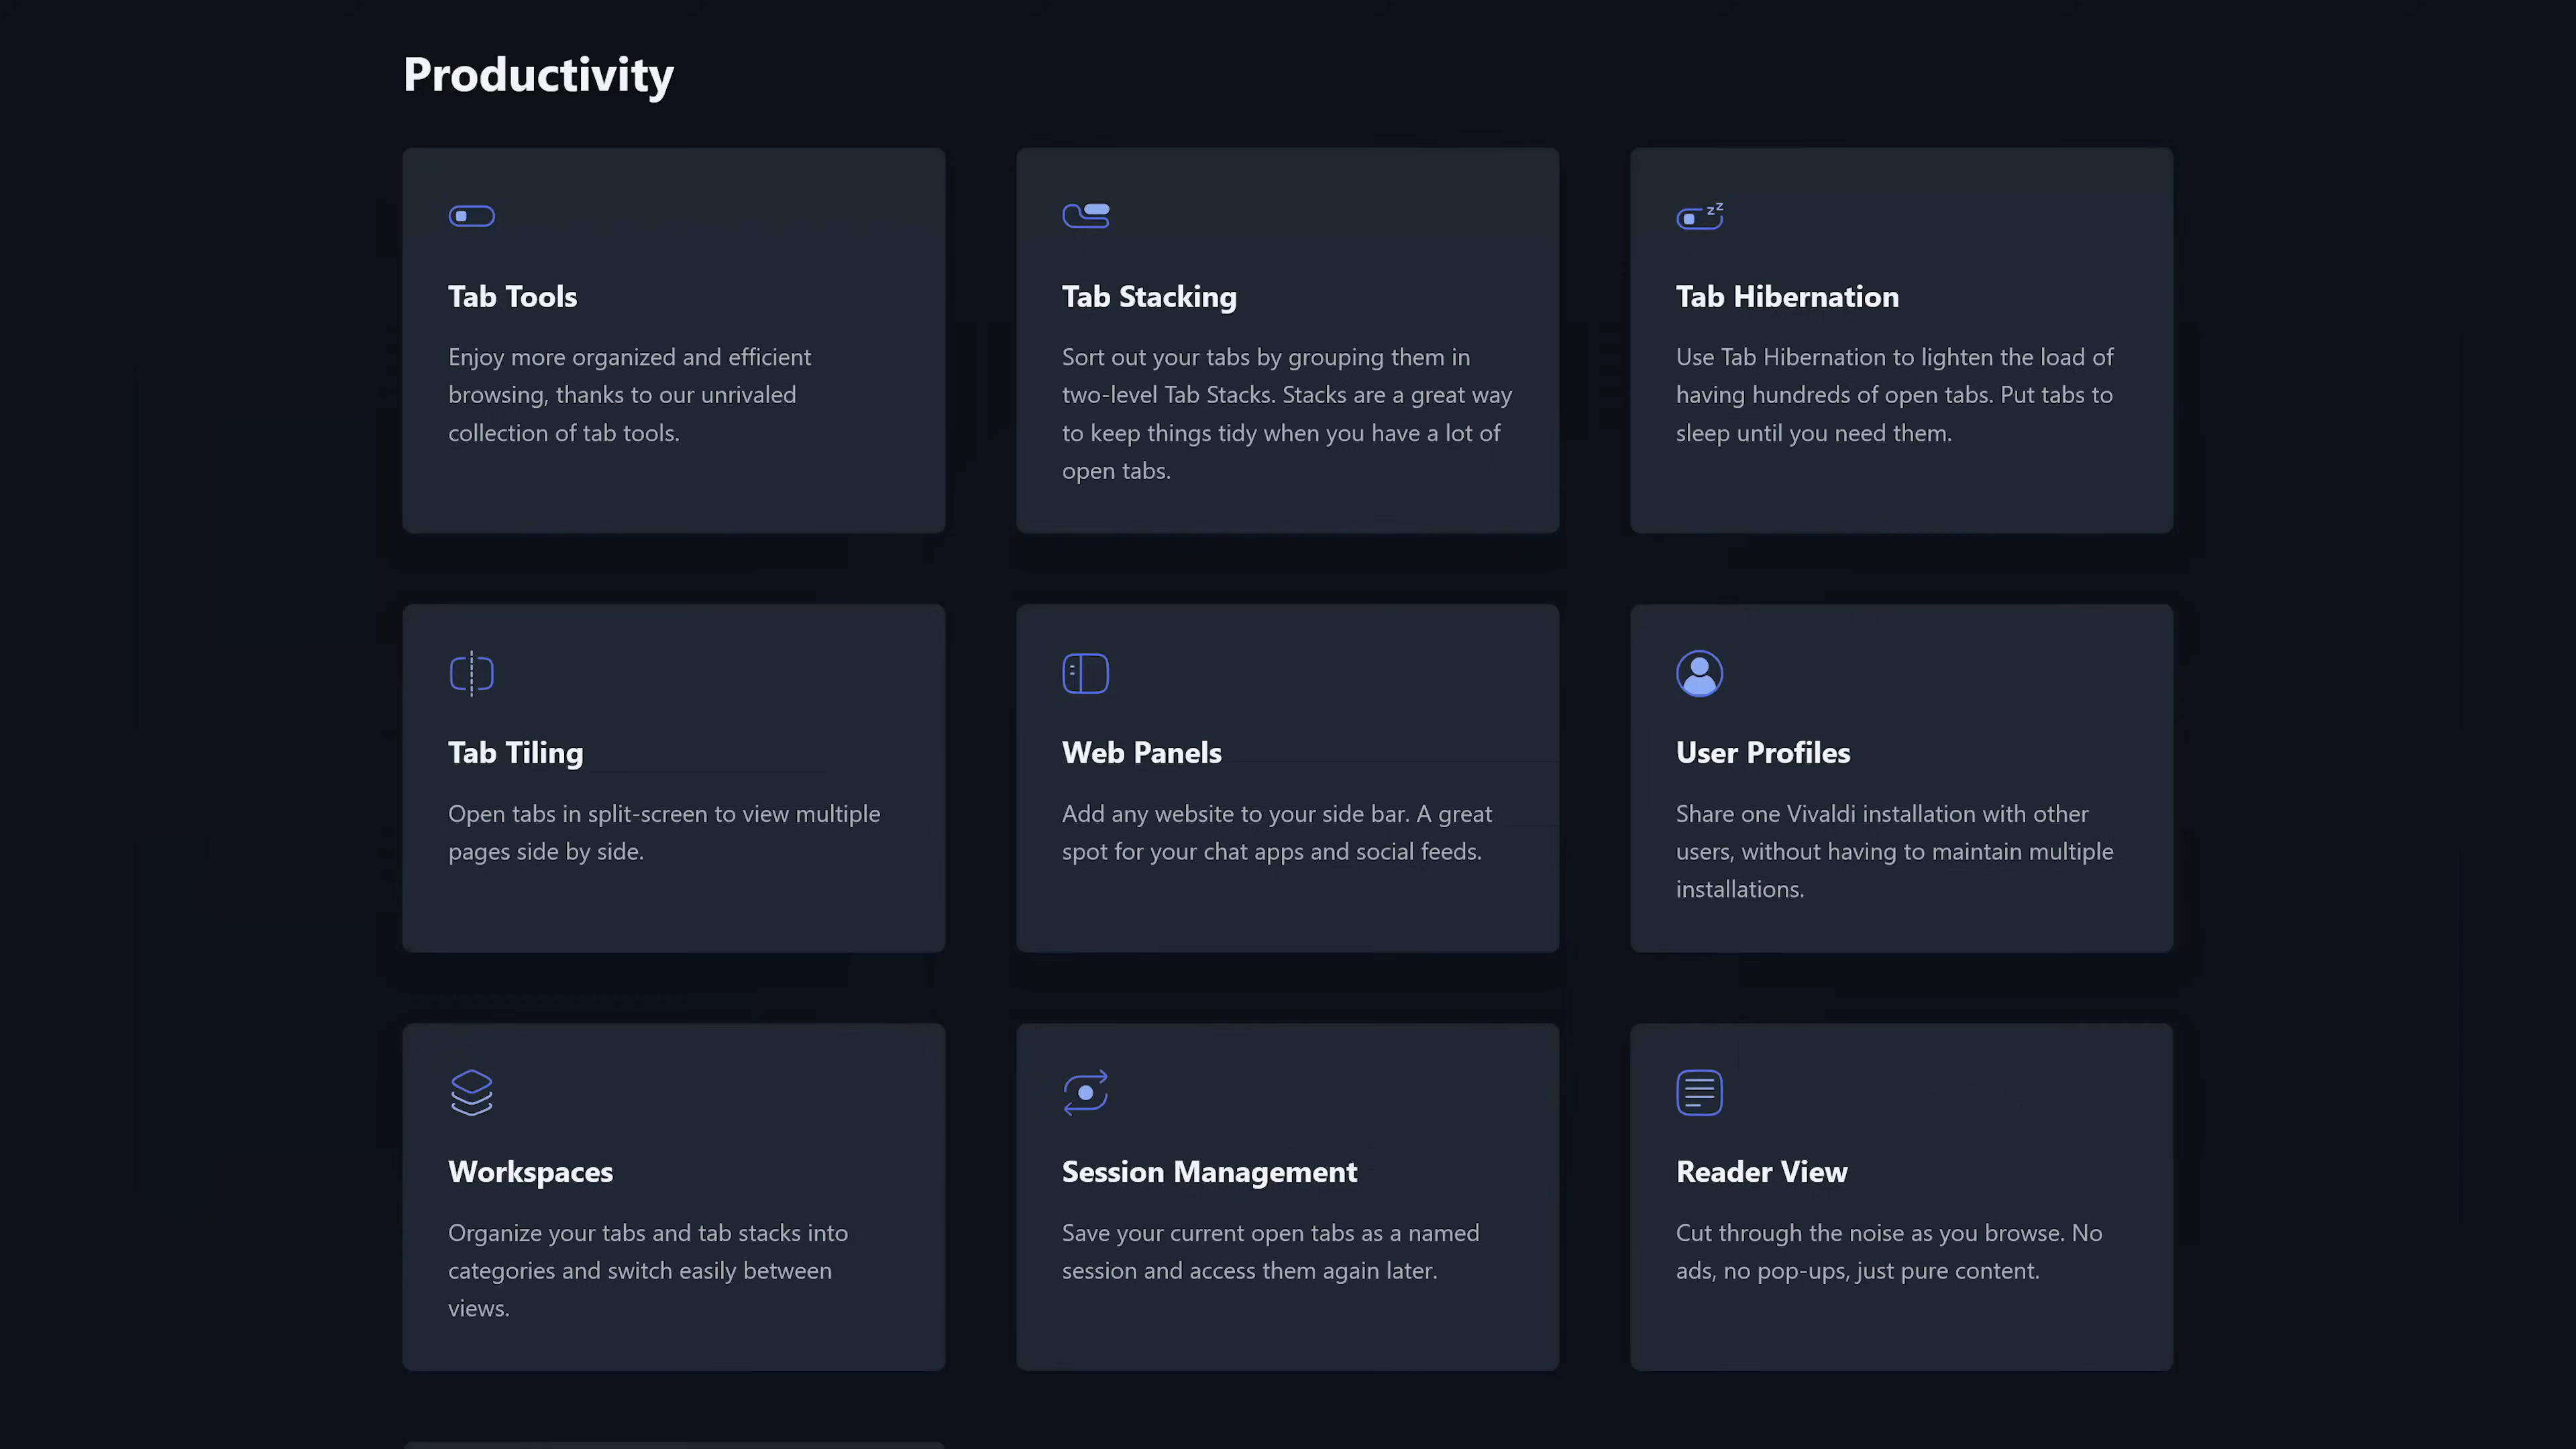 Productivity
Tab Tools
Enjoy more organized and efficient
browsing, thanks to our unrivaled
collection of tab tools.
Tab Stacking
Sort out your tabs by grouping them in
two-level Tab Stacks. Stacks are a great way
to keep things tidy when you have a lot of
open tabs.
zz
Tab Hibernation
Use Tab Hibernation to lighten the load of
having hundreds of open tabs. Put tabs to
sleep until you need them.
Tab Tiling
Open tabs in split-screen to view multiple
pages side by side.
Web Panels
Add any website to your side bar. A great
spot for your chat apps and social feeds.
User Profiles
Share one Vivaldi installation with other
users, without having to maintain multiple
installations.
Workspaces
Organize your tabs and tab stacks into
categories and switch easily between
views.
Session Management
Save your current open tabs as a named
session and access them again later.
Reader View
Cut through the noise as you browse. No
ads, no pop-ups, just pure content.